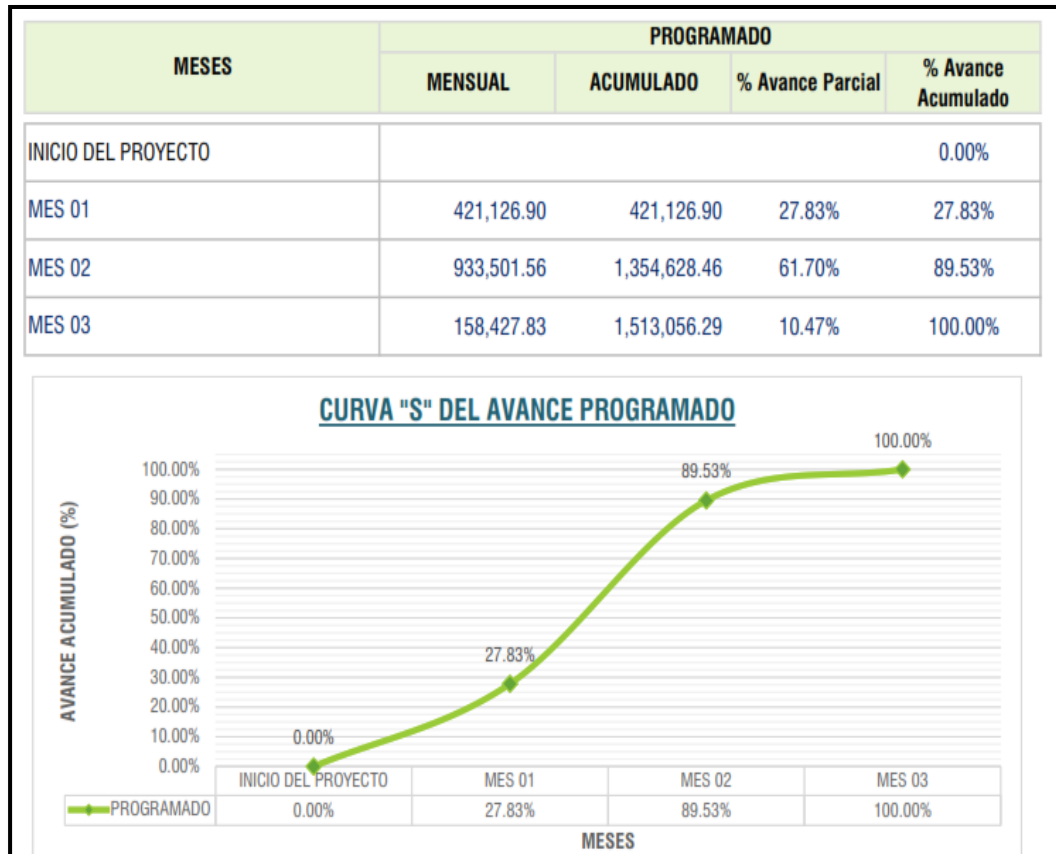 MESES
PROGRAMADO
MENSUAL ACUMULADO % Avance Parcial % Avance Acumulado
INICIO DEL PROYECTO 0.00%
MES 01 421,126.90 421,126.90 27.83% 27.83%
MES 02 933,501.56 1,354,628.46 61.70% 89.53%
MES 03 158,427.83 1,513,056.29 10.47% 100.00%
CURVA "S" DEL AVANCE PROGRAMADO
AVANCE ACUMULADO (%)
100.00%
90.00%
80.00%
70.00%
60.00%
50.00%
40.00%
30.00%
20.00%
10.00%
0.00%
0.00%
27.83%
89.53%
100.00%
INICIO DEL PROYECTO MES 01 MES 02 MES 03
PROGRAMADO 0.00% 27.83% 89.53% 100.00%
MESES